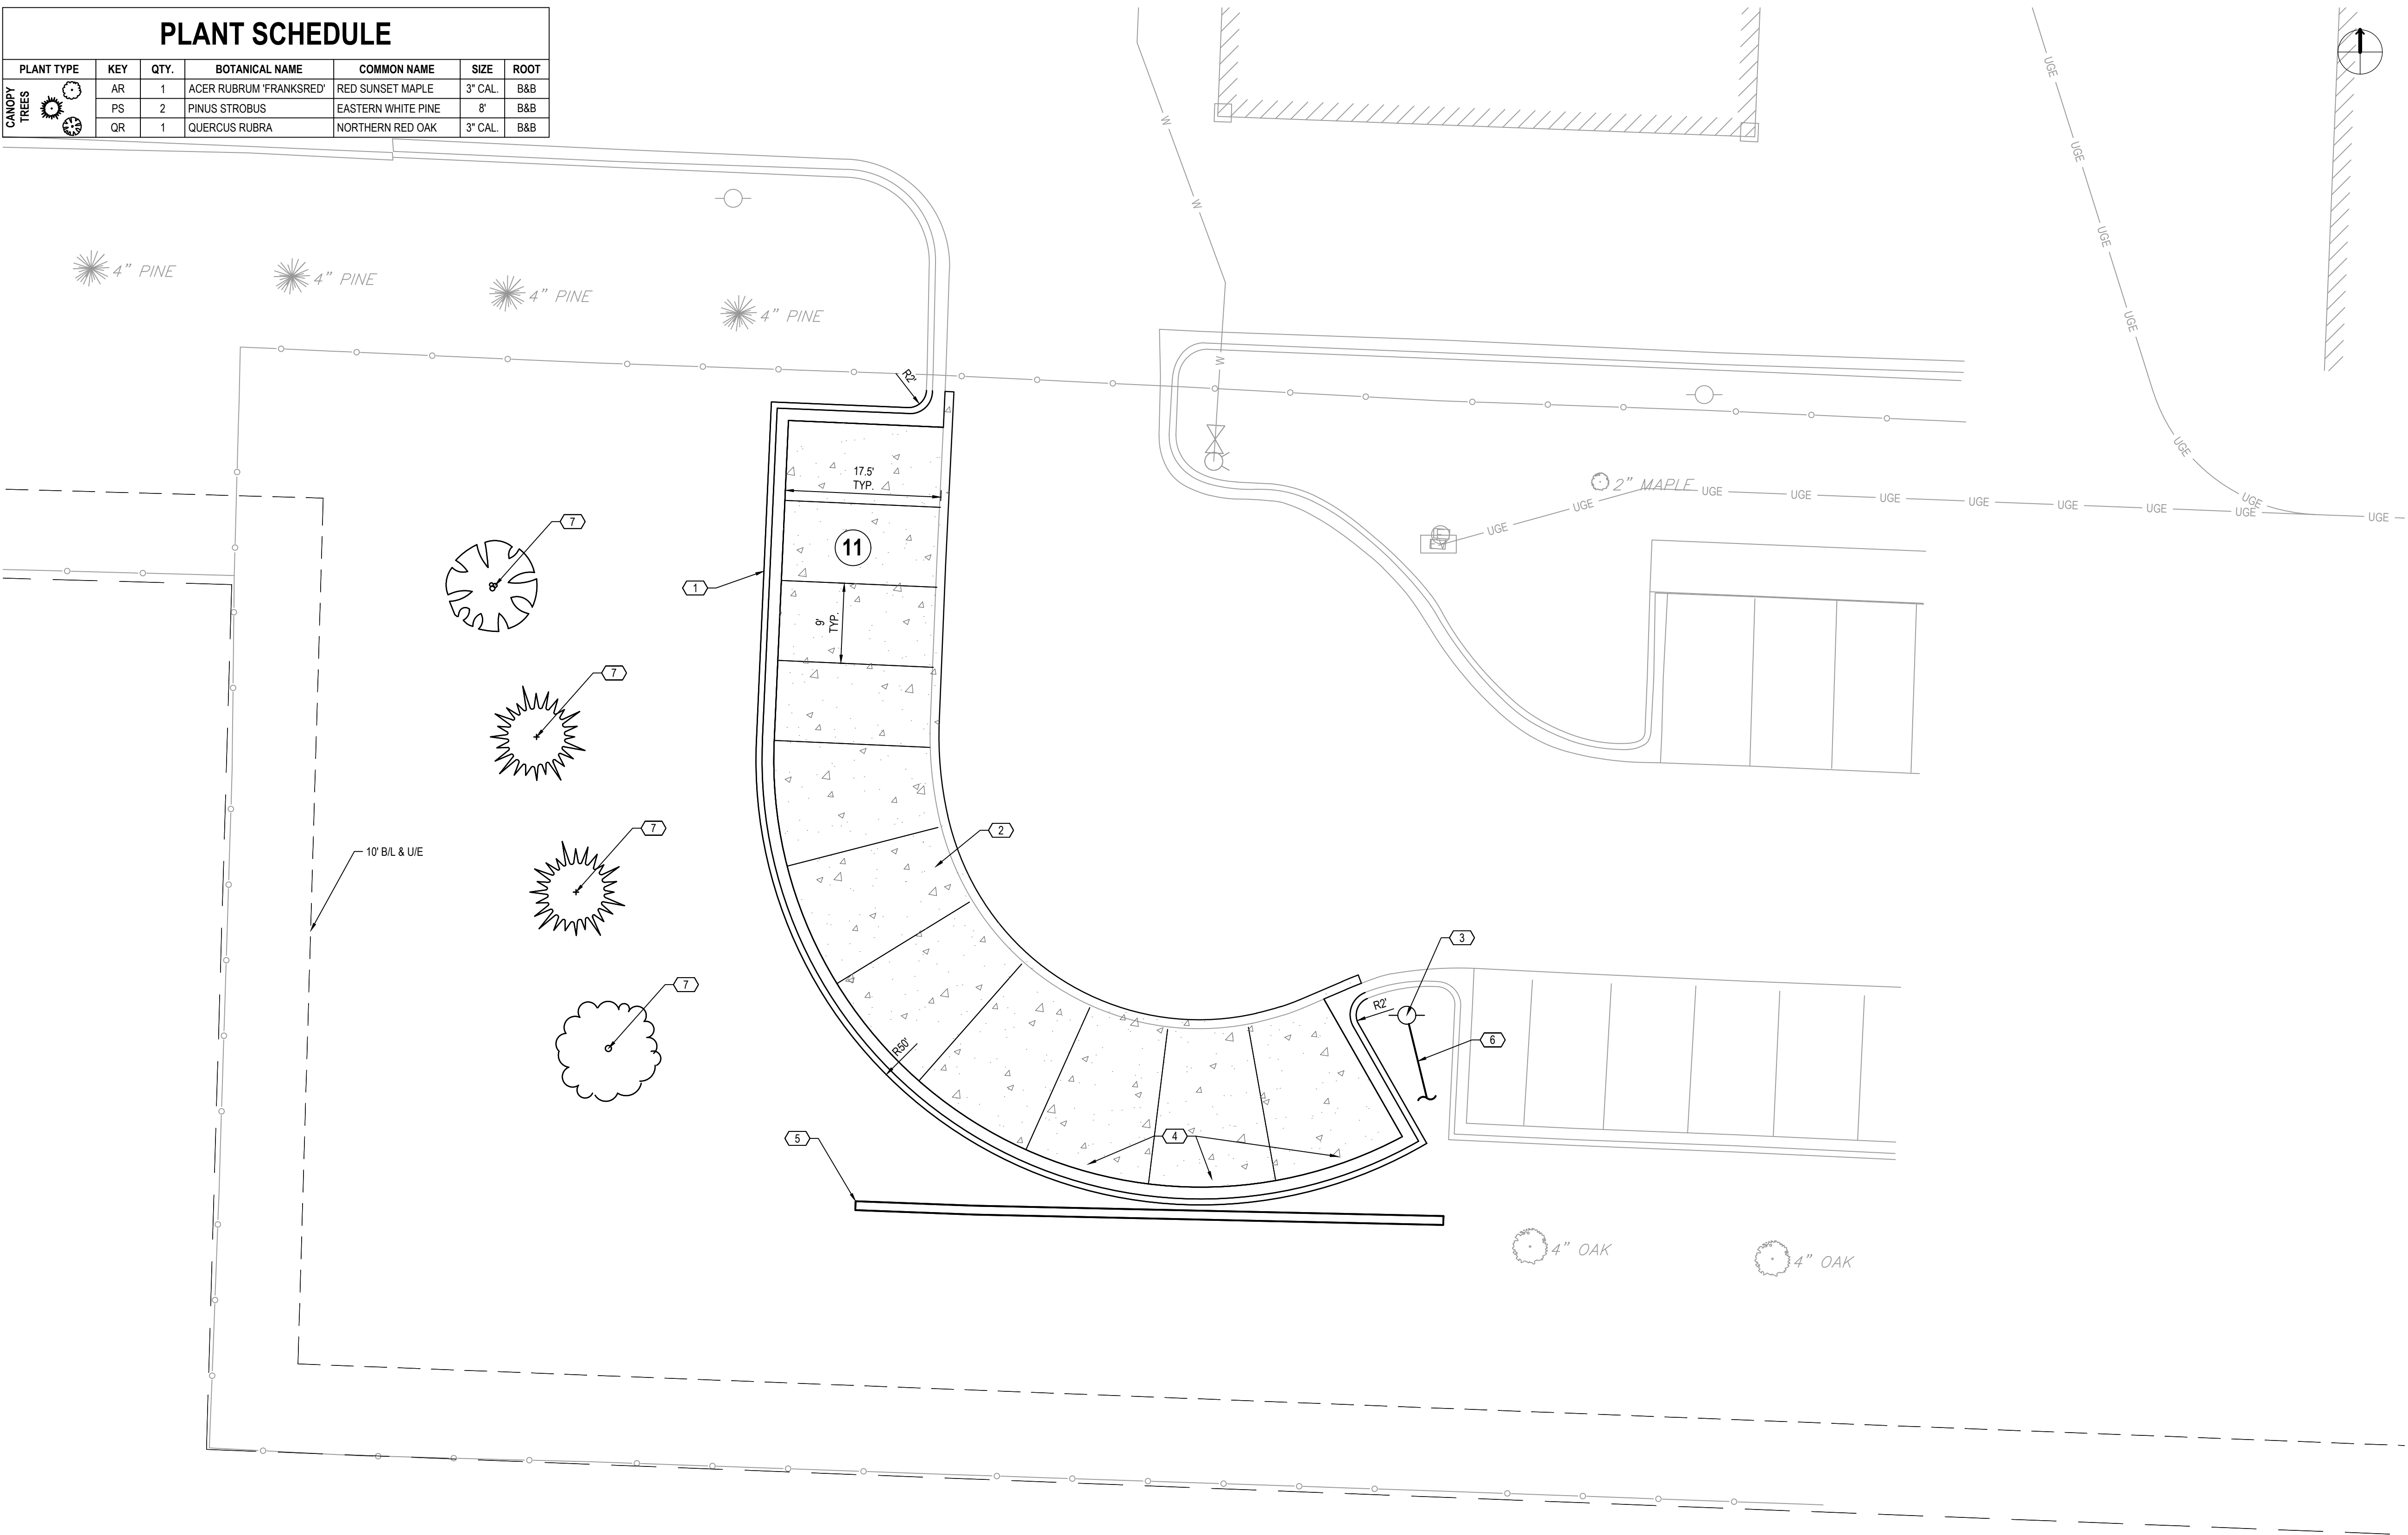 PLANT SCHEDULE
PLANT TYPE KEY QTY. BOTANICAL NAME COMMON NAME SIZE ROOT
CANOPY
TREES
AR 1 ACER RUBRUM 'FRANKSRED' RED SUNSET MAPLE 3" CAL. B&B
PS 2 PINUS STROBUS EASTERN WHITE PINE 8' B&B
QR 1 QUERCUS RUBRA NORTHERN RED OAK 3" CAL. B&B
UGE
W
UGE
W
UGE
4" PINE
4" PINE
4" PINE
4" PINE
UGE
W
R2'
UGE
17.5'
TYP.
2" MAPLE
UGE
UGE
UGE
UGE
UGE
UGE
UGE
UGE
UGE
UGE
E
7
11
1
9'
TYP.
7
7
2
10' B/L & U/E
3
7
R2'
R50'
6
4
5
4" OAK
4" OAK